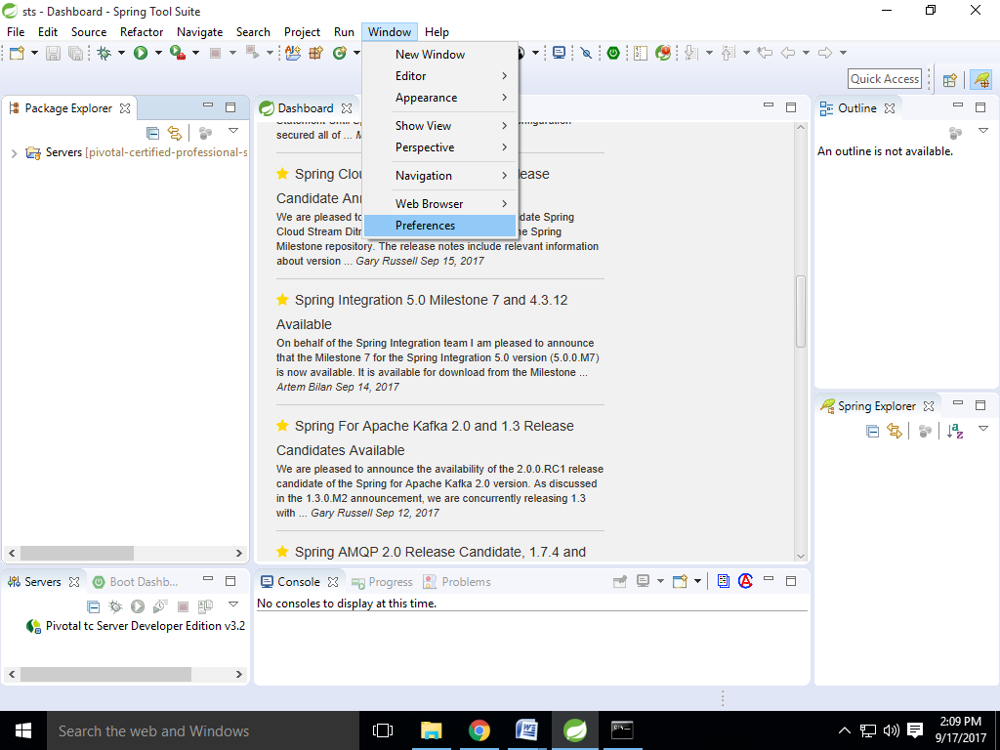 sts - Dashboard - Spring Tool Suite
File Edit Source Refactor Navigate Search Project Run Window Help
Quick Access
New Window
Editor
Appearance
Show View
Perspective
Navigation
Web Browser
Preferences
Package Explorer
Servers [pivotal-certified-professional-s
Dashboard
secured all of ...
Spring Clou
lease
Candidate Ann
We are pleased to
date Spring
Cloud Stream Ditm
he Spring
Milestone repository. The release notes include relevant information
about version ... Gary Russell Sep 15, 2017
Spring Integration 5.0 Milestone 7 and 4.3.12
Available
On behalf of the Spring Integration team I am pleased to announce
that the Milestone 7 for the Spring Integration 5.0 version (5.0.0.M7)
is now available. It is available for download from the Milestone ...
Artem Bilan Sep 14, 2017
Spring For Apache Kafka 2.0 and 1.3 Release
Candidates Available
We are pleased to announce the availability of the 2.0.0.RC1 release
candidate of the Spring for Apache Kafka 2.0 version. As discussed
in the 1.3.0.M2 announcement, we are concurrently releasing 1.3
with ... Gary Russell Sep 12, 2017
Spring AMQP 2.0 Release Candidate, 1.7.4 and
Outline
An outline is not available.
Spring Explorer
Servers Boot Dashb...
Pivotal tc Server Developer Edition v3.2
Console Progress Problems
No consoles to display at this time.
Search the web and Windows
2:09 PM
9/17/2017